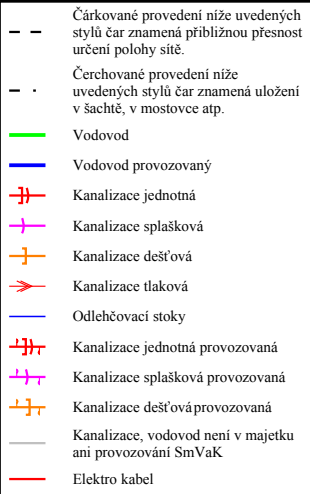 Čárkované provedení níže uvedených
stylů čar znamená přibližnou přesnost
určení polohy sítě.
Čerchované provedení níže
uvedených stylů čar znamená uložení
v šachtě, v mostovce atp.
Vodovod
Vodovod provozovaný
Kanalizace jednotná
Kanalizace splašková
Kanalizace dešťová
Kanalizace tlaková
Odlehčovací stoky
Kanalizace jednotná provozovaná
Kanalizace splašková provozovaná
Kanalizace dešťová provozovaná
Kanalizace, vodovod není v majetku
ani provozování SmVaK
Elektro kabel